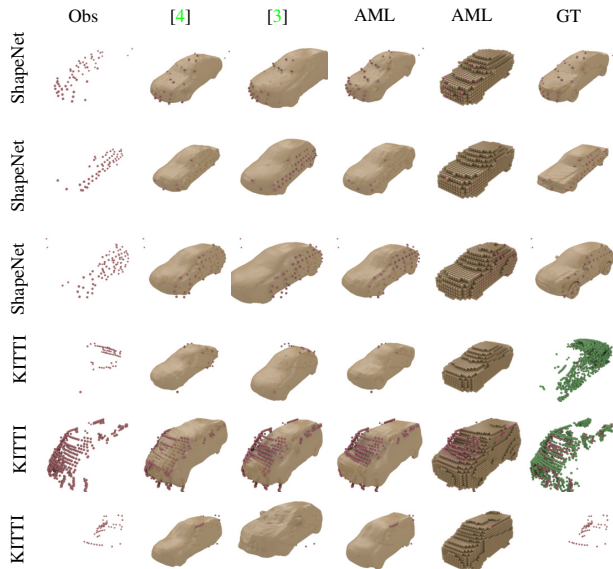 Obs [4] [3] AML AML GT
ShapeNet
ShapeNet
ShapeNet
KITTI
KITTI
KITTI